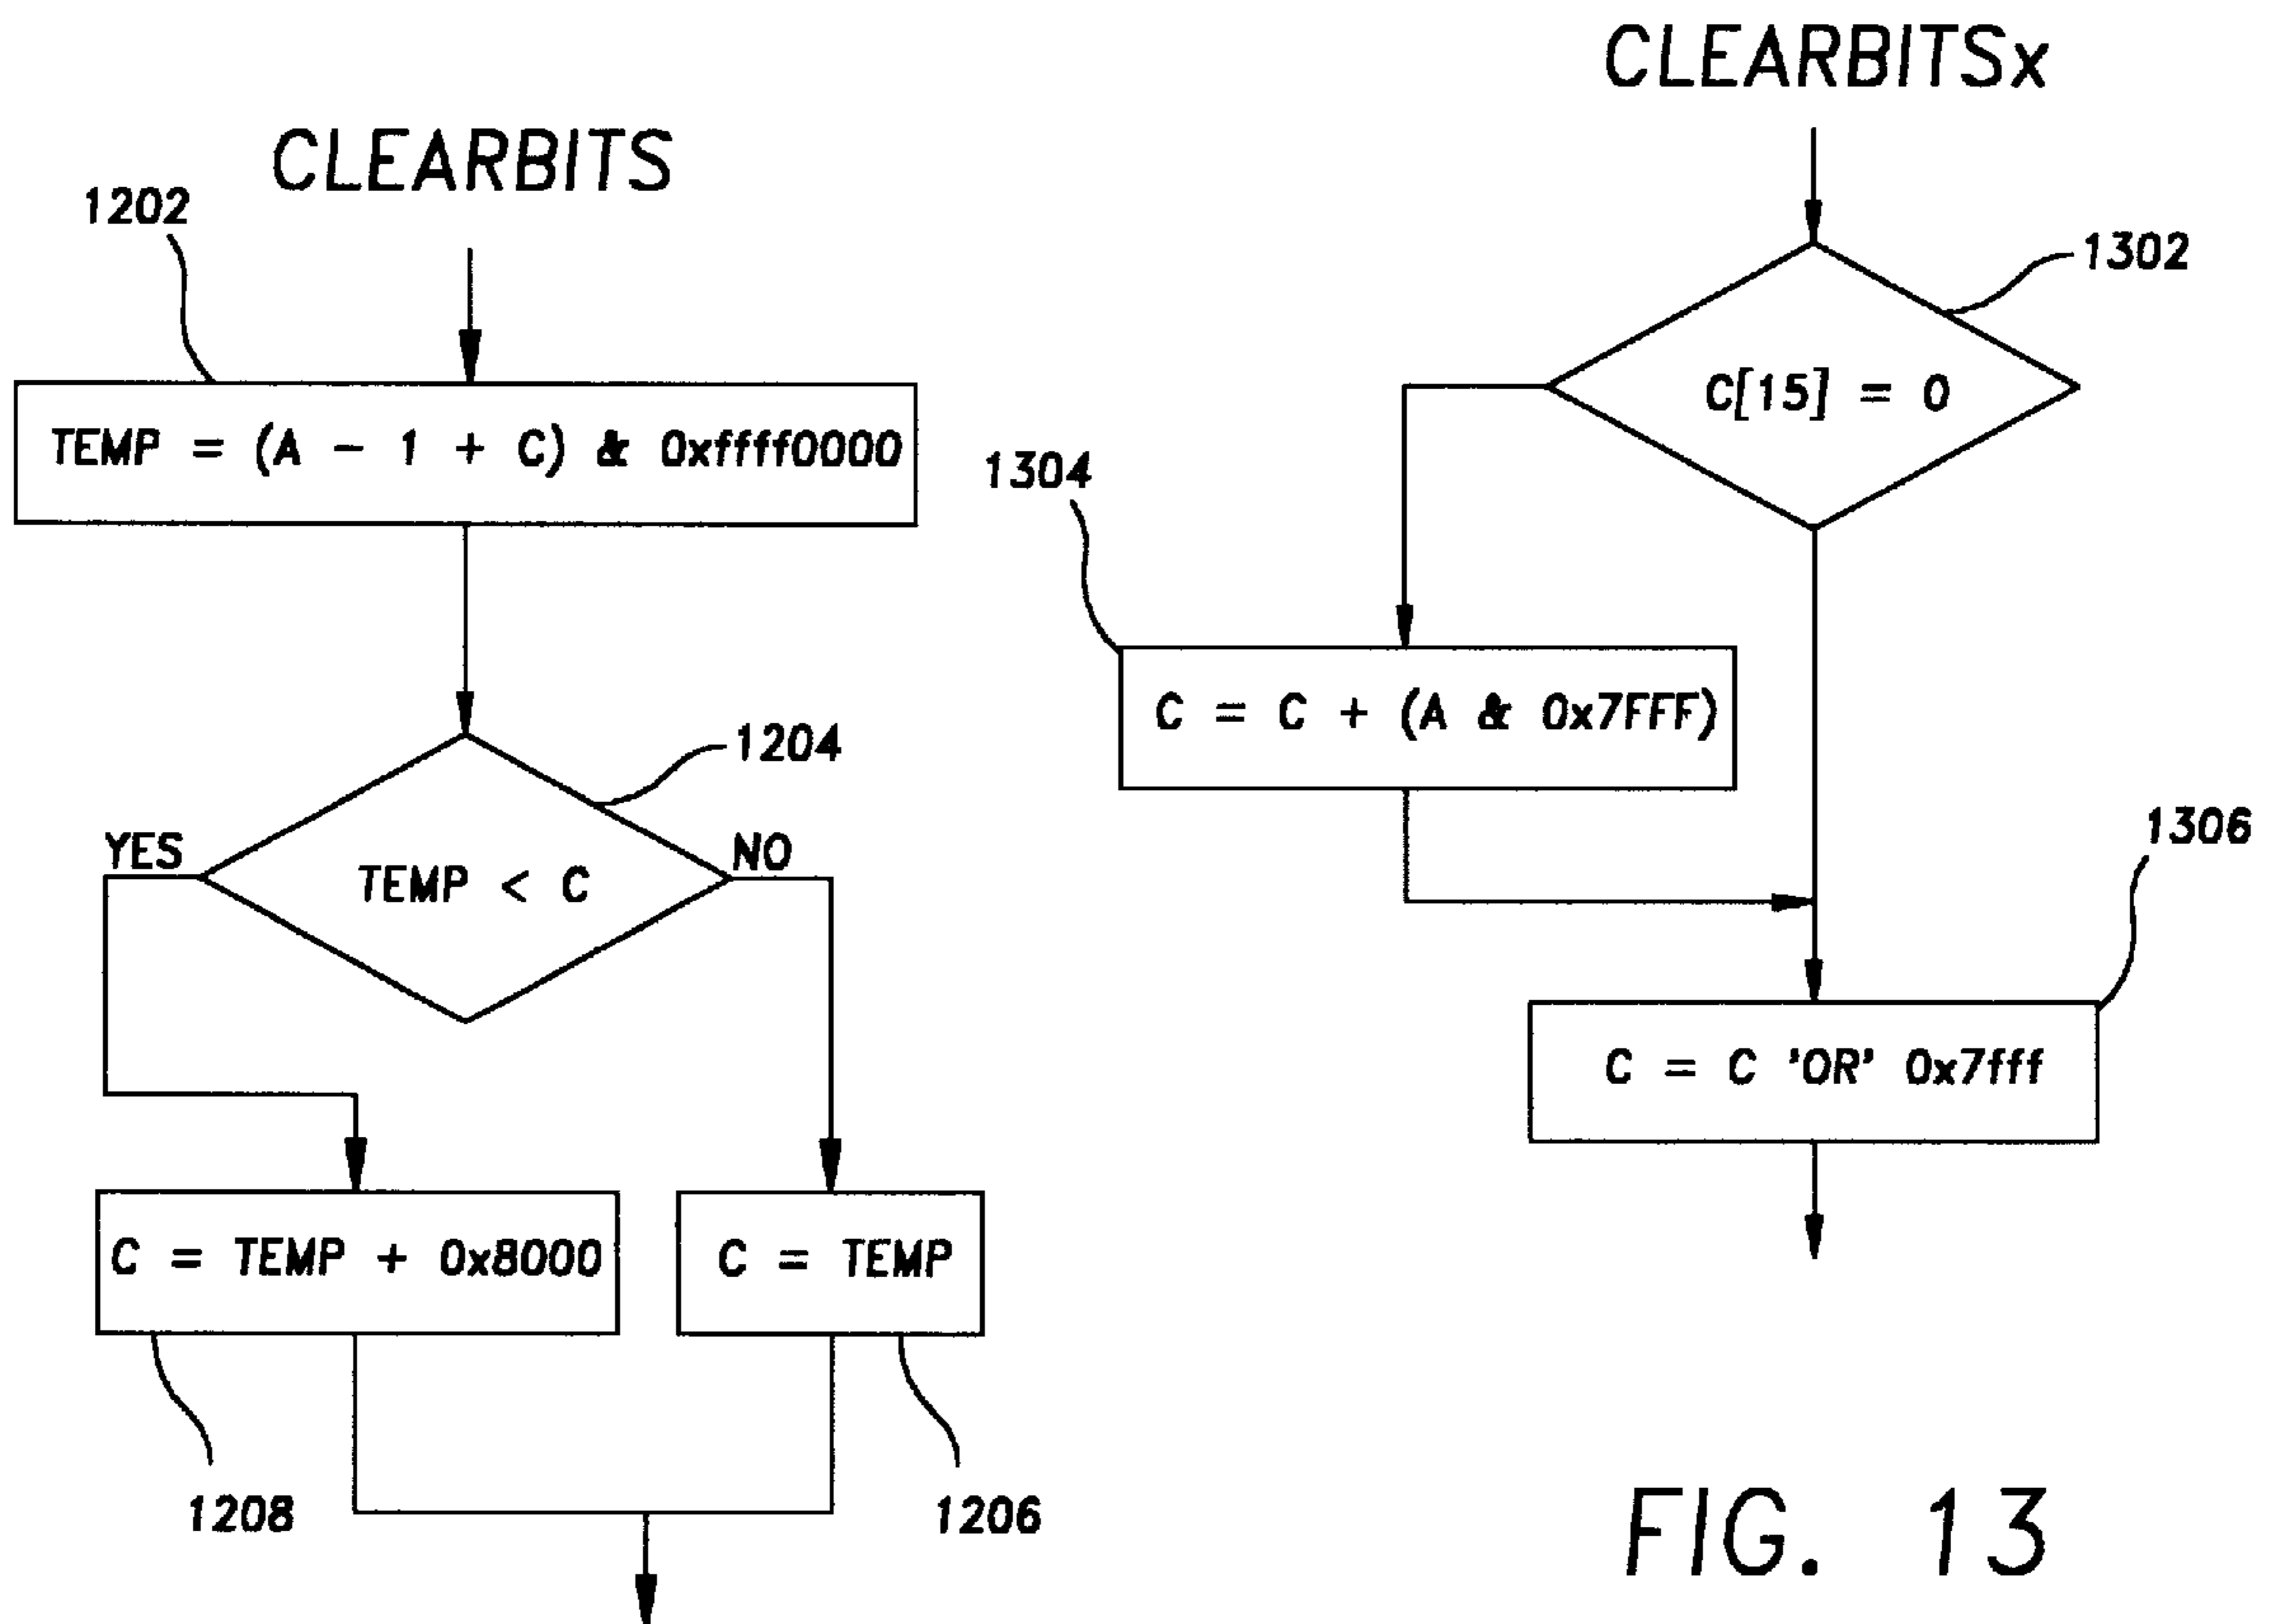 CLEARBITS
1202
TEMP = (A - 1 + C) & 0xffff0000
1204
YES
NO
TEMP < C
C = TEMP + 0x8000
C = TEMP
1208
1206
CLEARBITSx
1302
C[15] = 0
1304
C = C + (A & 0x7FFF)
1306
C = C 'OR' 0x7fff
FIG. 13